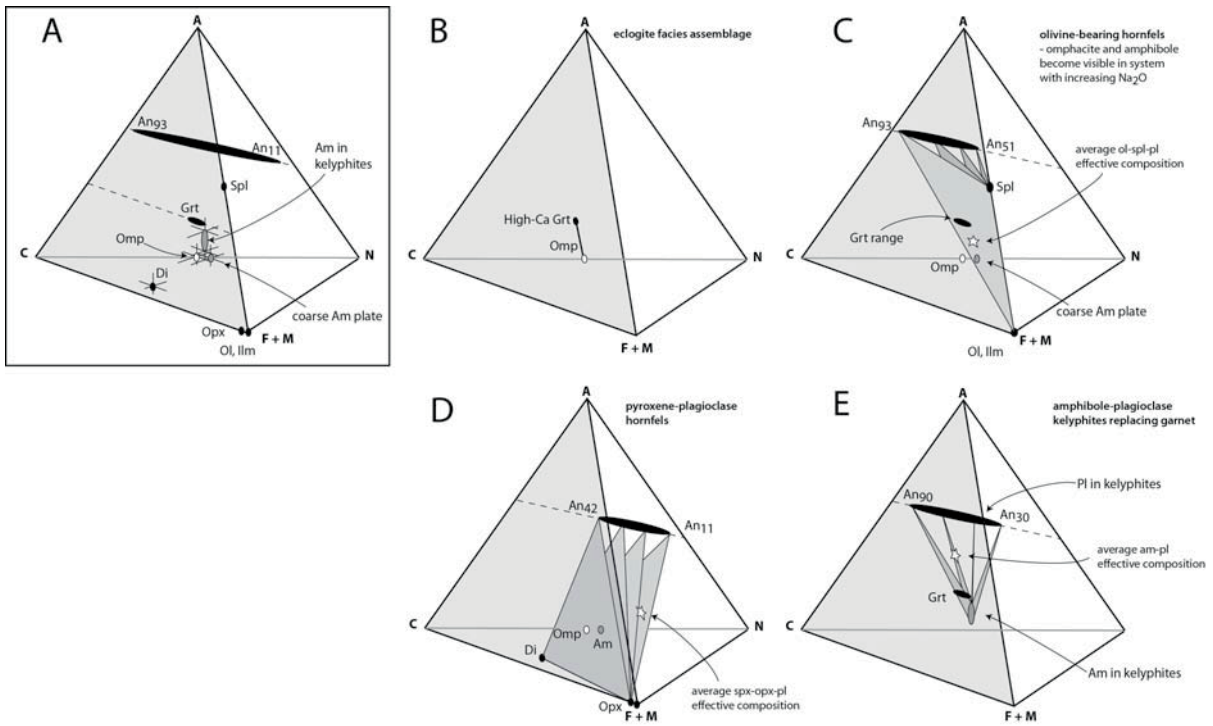 A
A
An93
An11
Am in
kelyphites
Spl
Grt
Omp
C
N
Di
coarse Am plate
Opx
F + M
Ol, Ilm
B
A
eclogite facies assemblage
High-Ca Grt
Omp
C
N
F + M
C
A
olivine-bearing hornfels
- omphacite and amphibole
become visible in system
with increasing Na2O
An93
An51
average ol-spl-pl
effective composition
Spl
Grt range
Omp
C
N
coarse Am plate
F + M
Ol, Ilm
D
A
pyroxene-plagioclase
hornfels
An42
An11
C
N
Omp
Am
Di
average spx-opx-pl
effective composition
Opx
F + M
E
A
amphibole-plagioclase
kelyphites replacing garnet
An90
Pl in kelyphites
An30
average am-pl
effective composition
Grt
C
N
Am in kelyphites
F + M